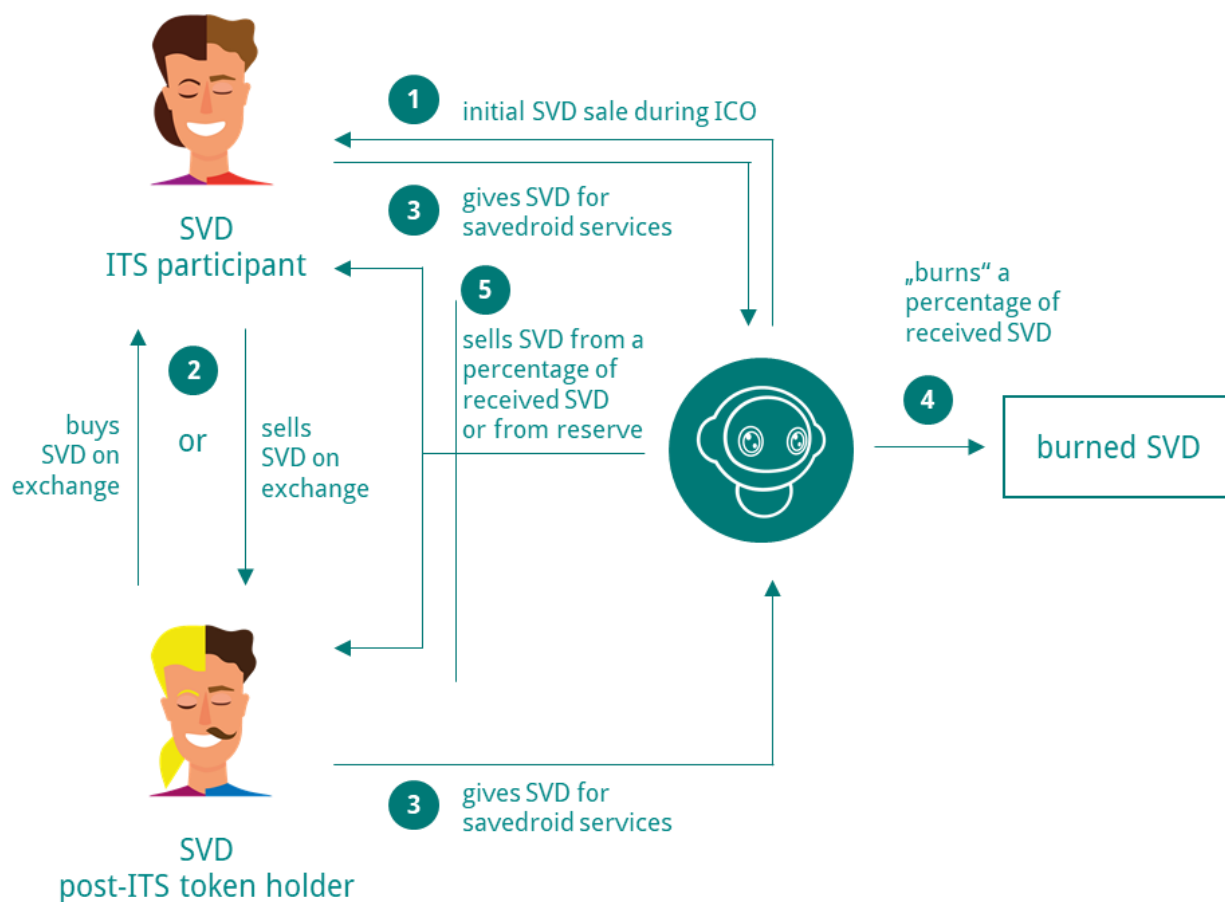 1
initial SVD sale during ICO
3
gives SVD for
savedroid services
SVD
ITS participant
5
sells SVD from a
percentage of
received SVD
or from reserve
„burns“ a
percentage of
received SVD
4
burned SVD
2
or
buys
SVD on
exchange
sells
SVD on
exchange
3
gives SVD for
savedroid services
SVD
post-ITS token holder